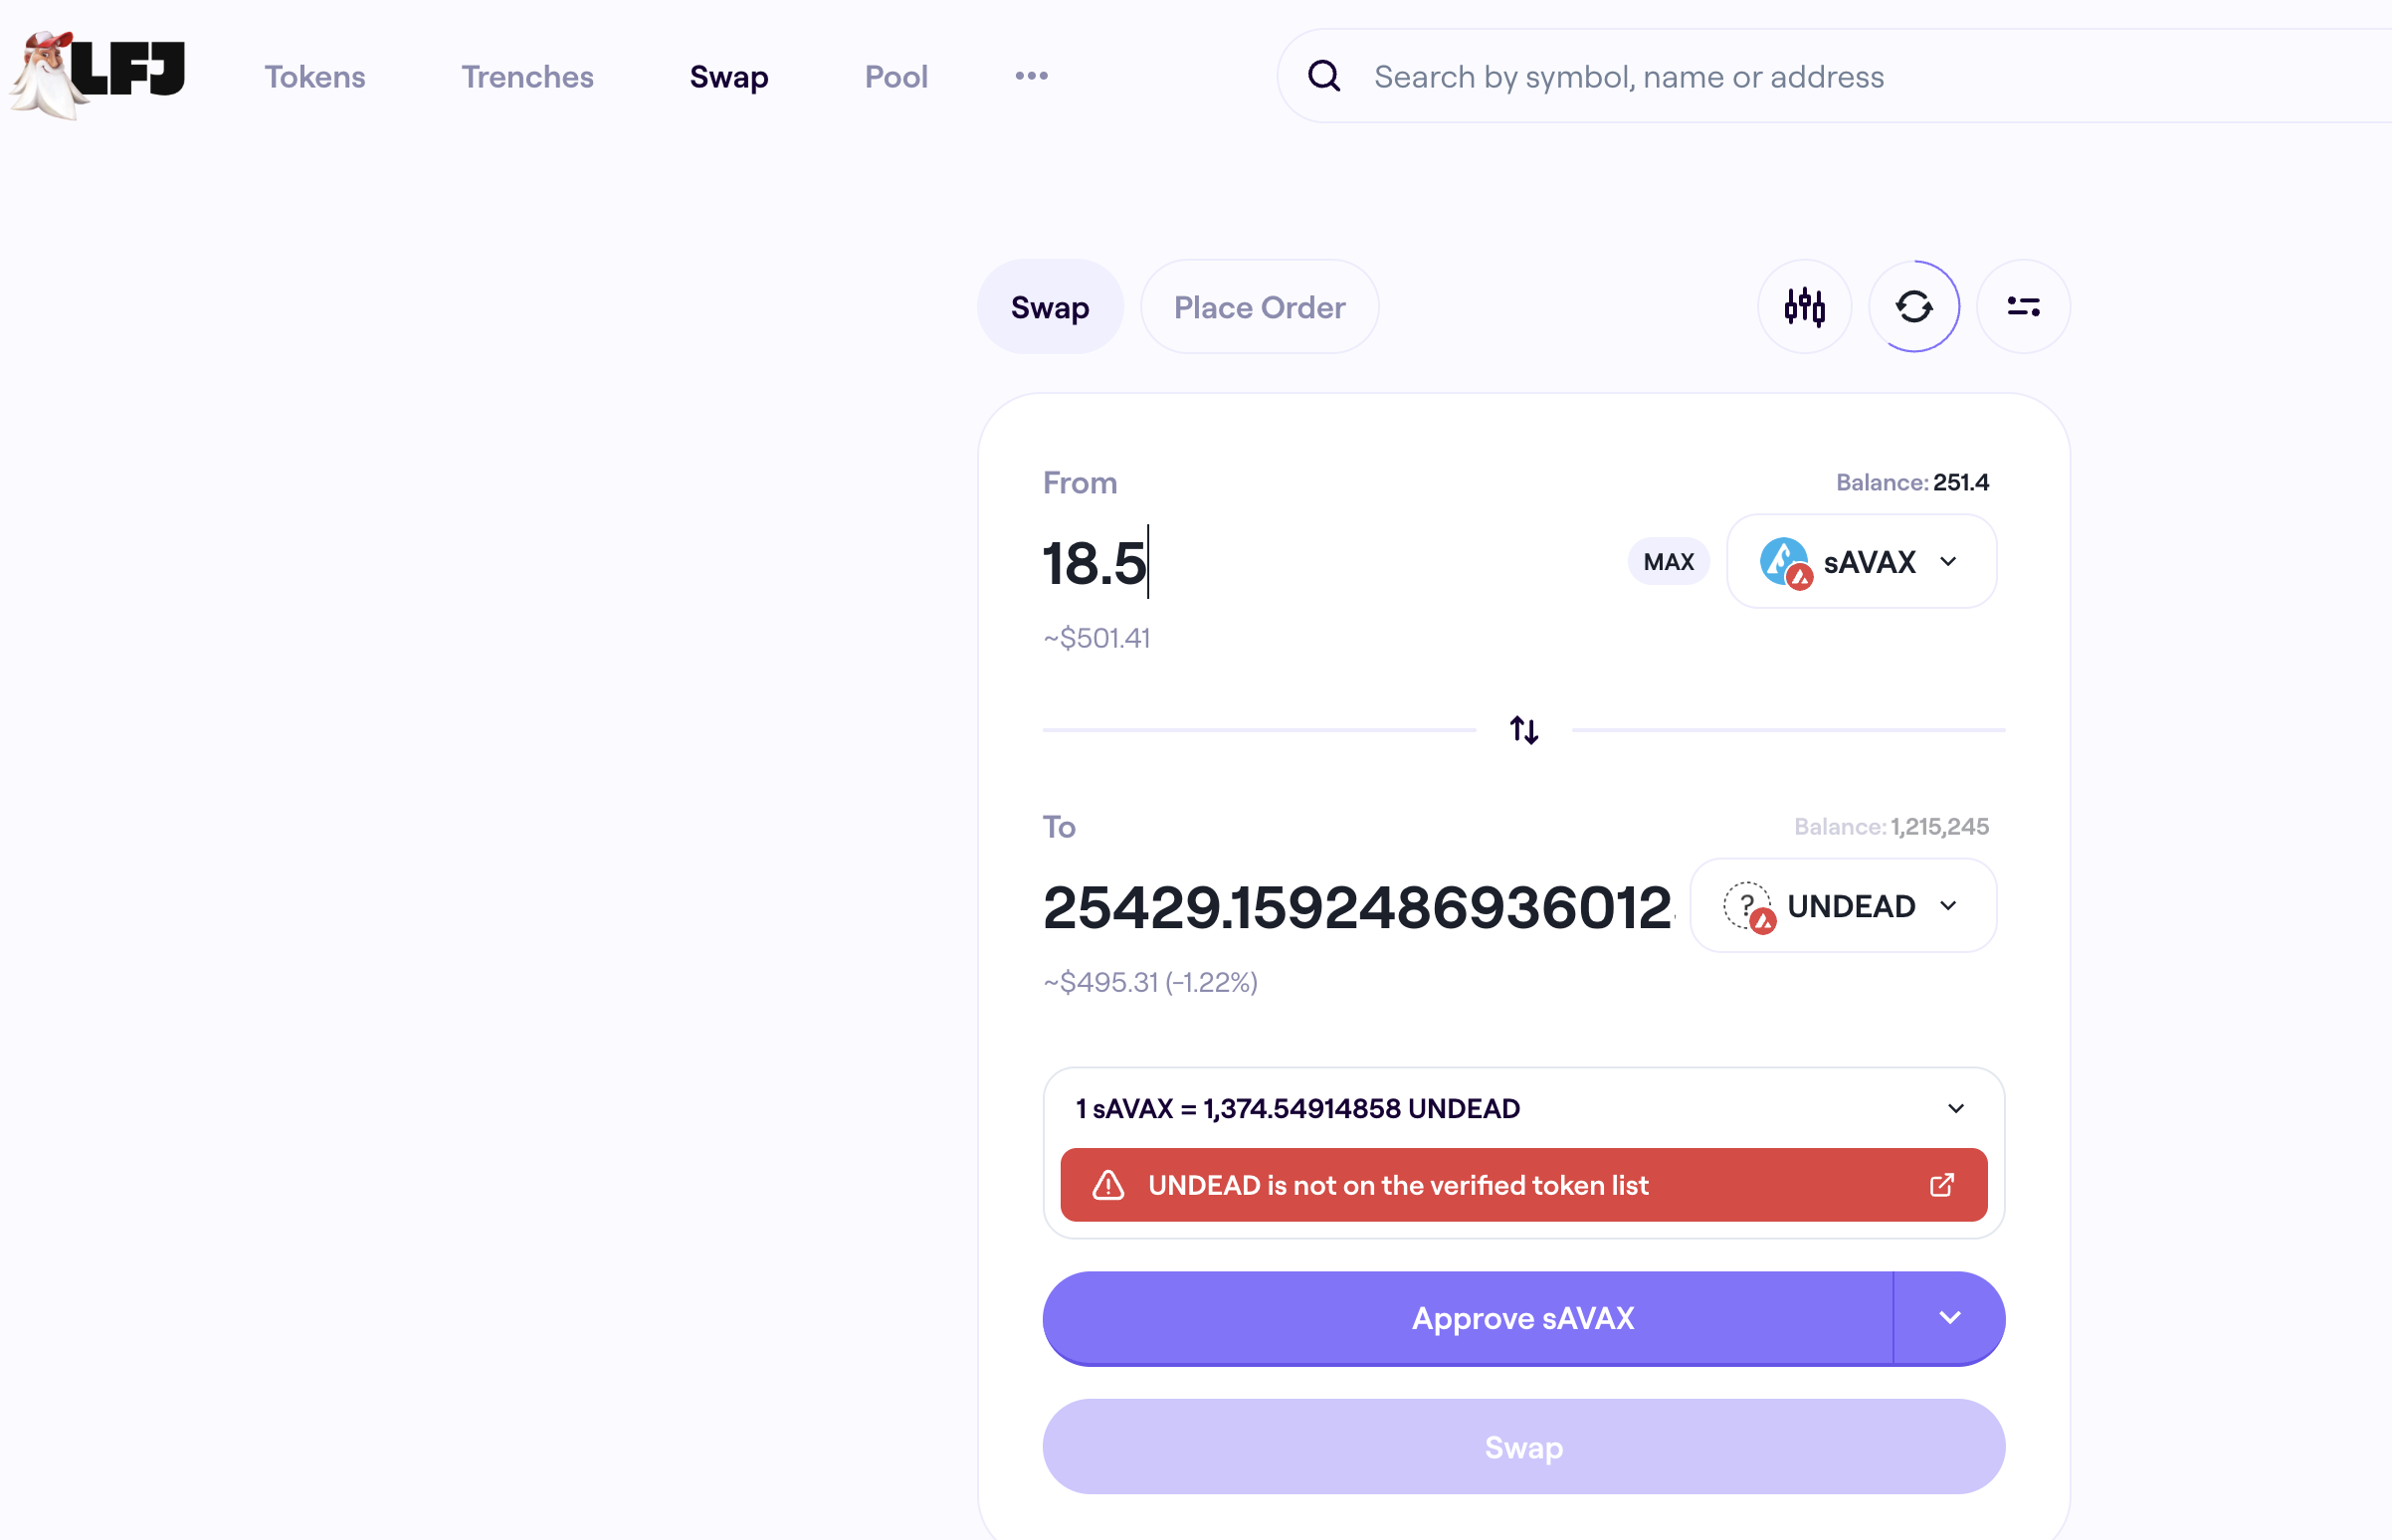 LFJ Tokens Trenches Swap Pool ••• Search by symbol, name or address
Swap Place Order
From Balance: 251.4
18.5 MAX sAVAX
~$501.41
To Balance: 1,215,245
25429.1592486936012 ? UNDEAD
~$495.31 (-1.22%)
1 sAVAX = 1,374.54914858 UNDEAD
UNDEAD is not on the verified token list
Approve sAVAX
Swap